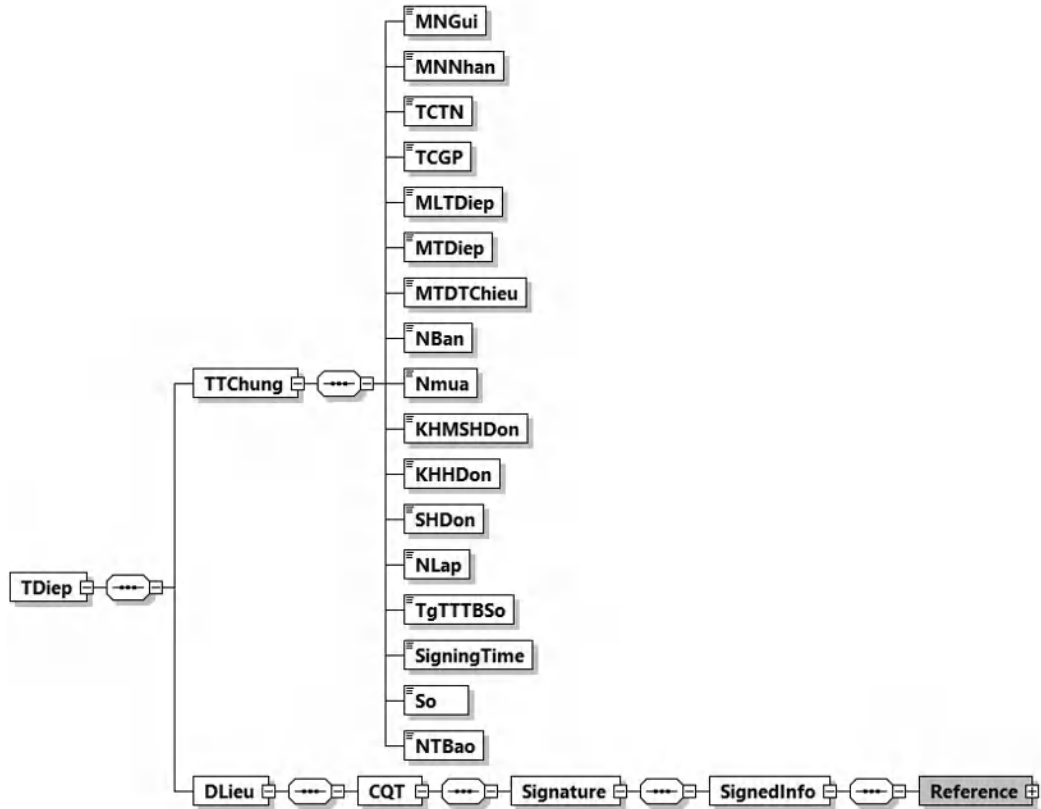 MNGui
MNNhan
TCTN
TCGP
MLTDiep
MTDiep
MTDTChieu
NBan
TTChung
Nmua
KHMSHDon
KHHDon
SHDon
NLap
TDiep
TgTTTBSo
SigningTime
So
NTBao
DLieu CQT Signature SignedInfo Reference